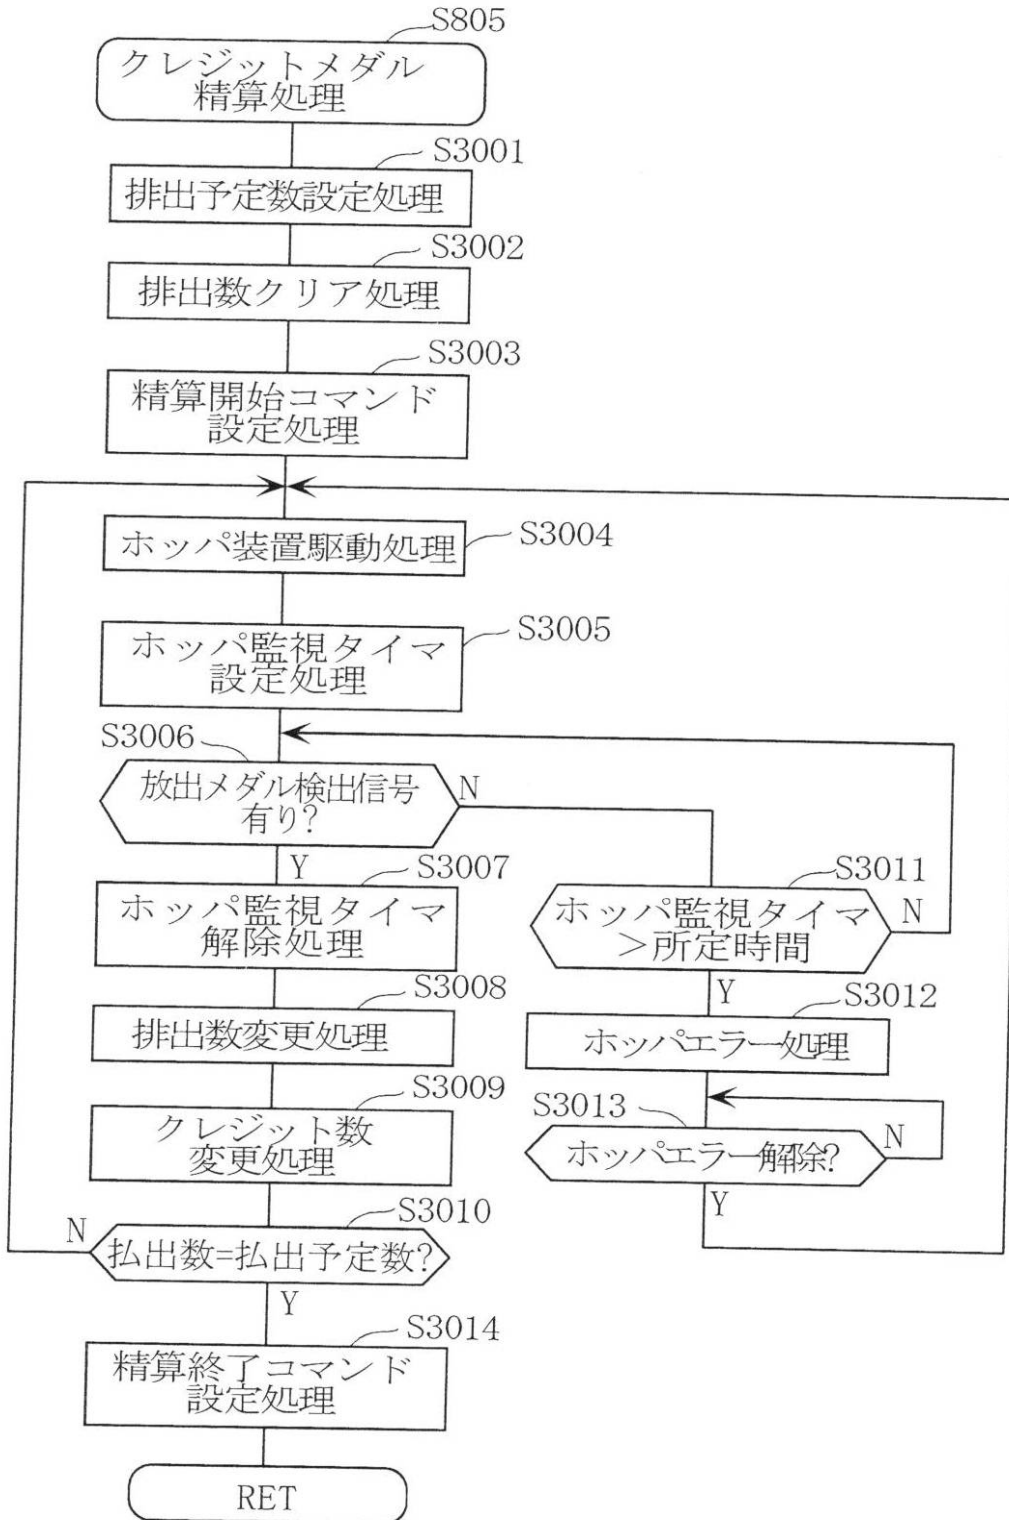 S805
クレジットメダル
精算処理
S3001
排出予定数設定処理
S3002
排出数クリア処理
S3003
精算開始コマンド
設定処理
S3004
ホッパ装置駆動処理
S3005
ホッパ監視タイマ
設定処理
S3006
放出メダル検出信号
有り?
N
Y
S3007
ホッパ監視タイマ
解除処理
S3008
排出数変更処理
S3009
クレジット数
変更処理
S3010
払出数=払出予定数?
N
Y
S3011
ホッパ監視タイマ
>所定時間
N
Y
S3012
ホッパエラー処理
S3013
ホッパエラー解除?
N
Y
S3014
精算終了コマンド
設定処理
RET